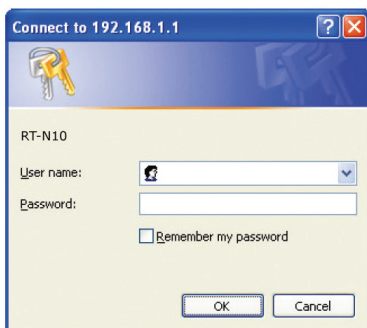 Connect to 192.168.1.1
RT-N10
User name:
Password:
Remember my password
OK
Cancel